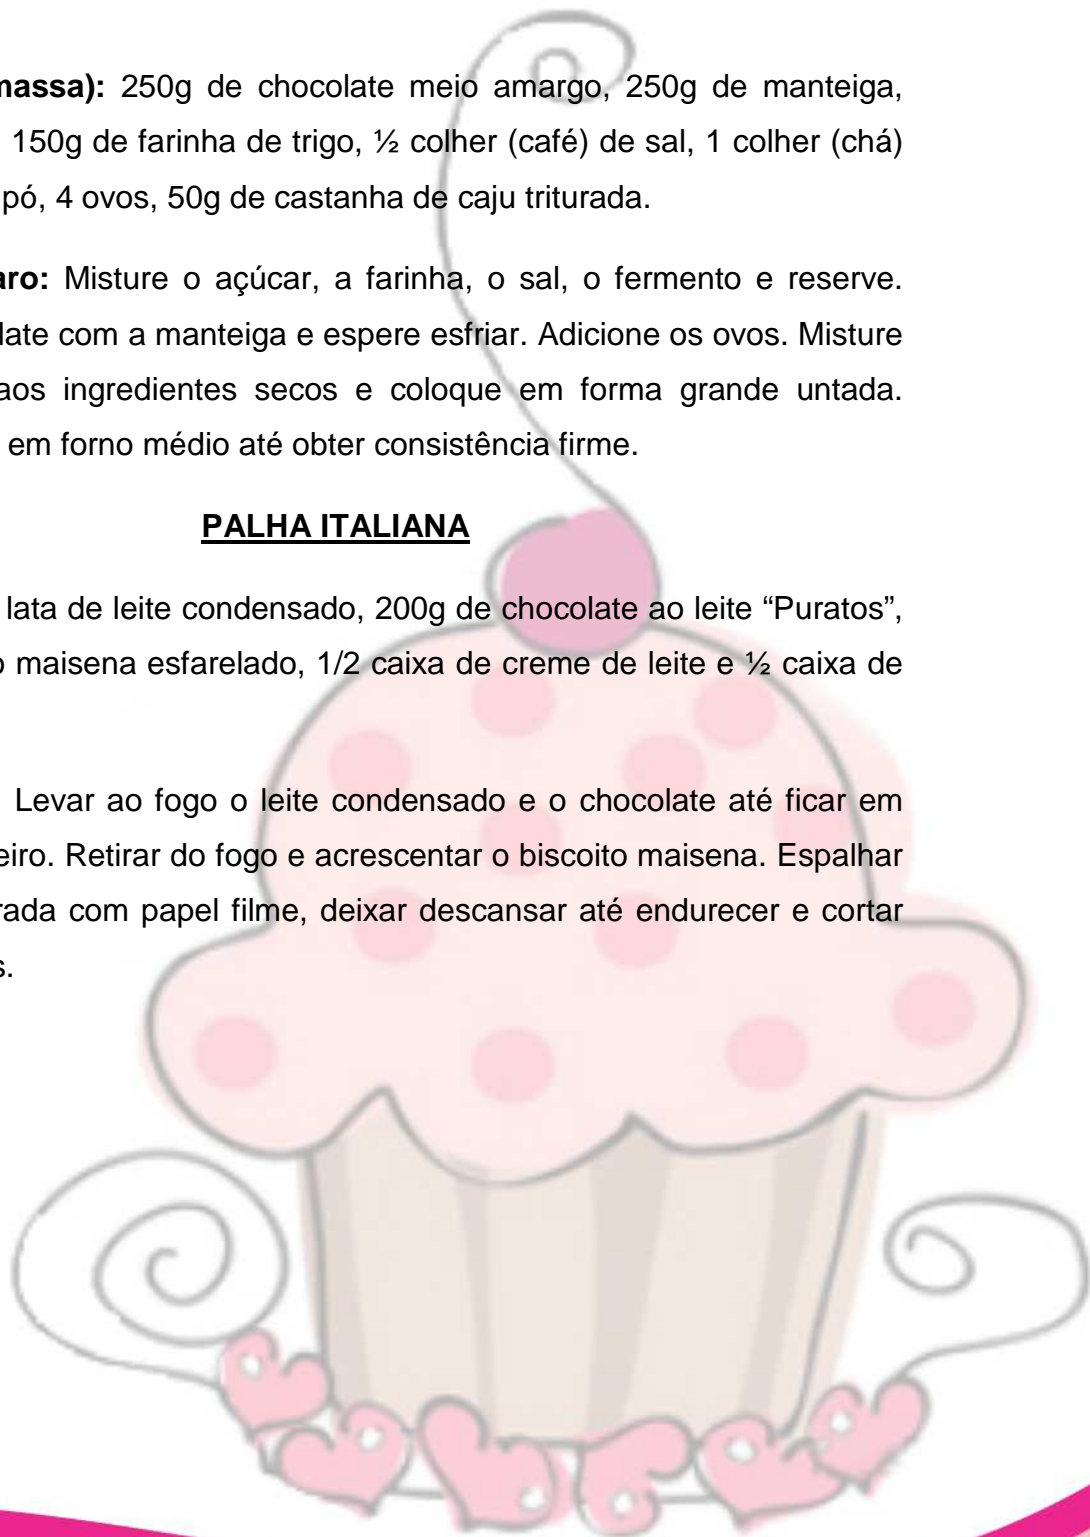 massa): 250g de chocolate meio amargo, 250g de manteiga,
150g de farinha de trigo, ½ colher (café) de sal, 1 colher (chá)
pó, 4 ovos, 50g de castanha de caju triturada.
aro: Misture o açúcar, a farinha, o sal, o fermento e reserve.
late com a manteiga e espere esfriar. Adicione os ovos. Misture
aos ingredientes secos e coloque em forma grande untada.
em forno médio até obter consistência firme.
PALHA ITALIANA
lata de leite condensado, 200g de chocolate ao leite “Puratos”,
o maisena esfarelado, 1/2 caixa de creme de leite e ½ caixa de
Levar ao fogo o leite condensado e o chocolate até ficar em
eiro. Retirar do fogo e acrescentar o biscoito maisena. Espalhar
rada com papel filme, deixar descansar até endurecer e cortar
s.